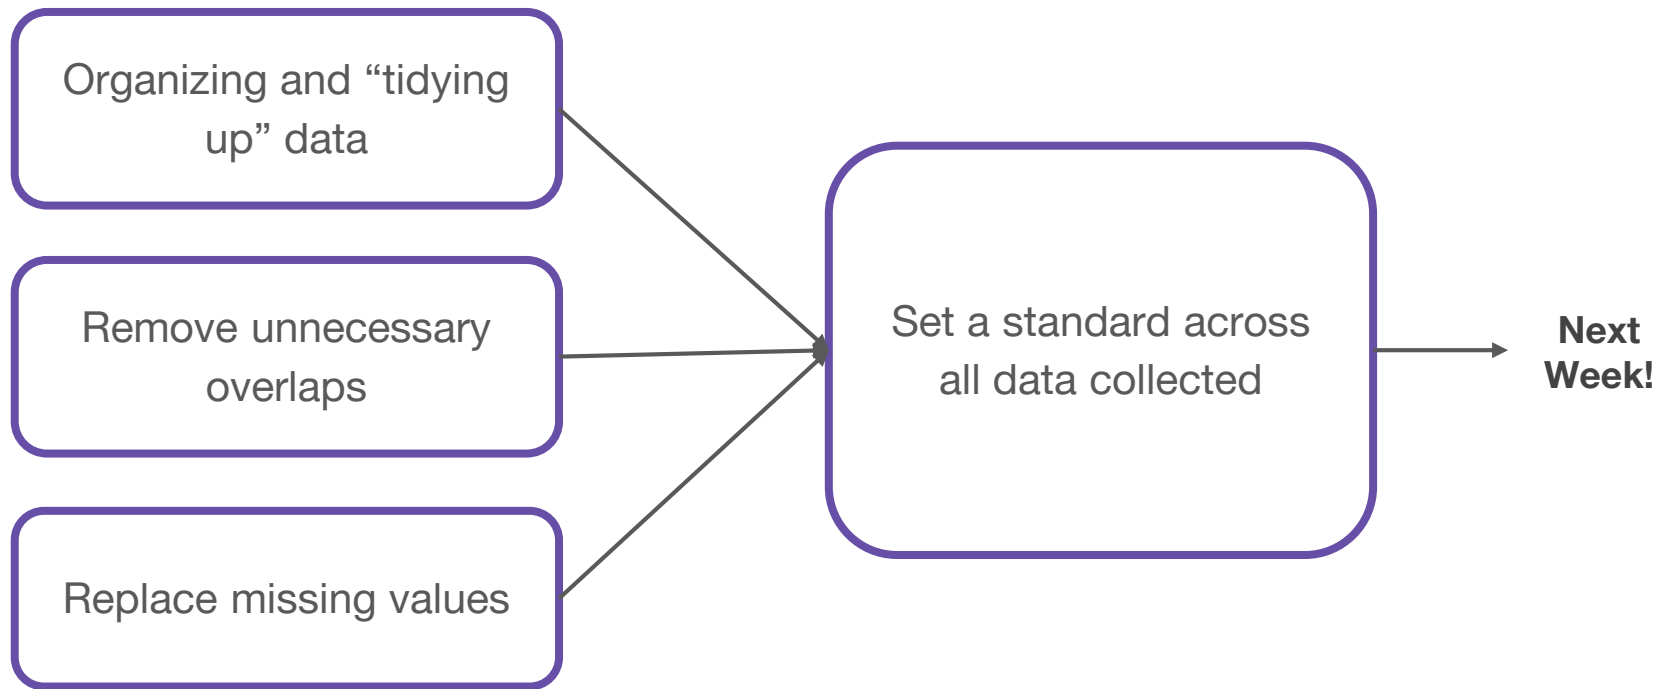 Organizing and “tidying
up” data
Remove unnecessary
overlaps
Replace missing values
Set a standard across
all data collected
Next
Week!